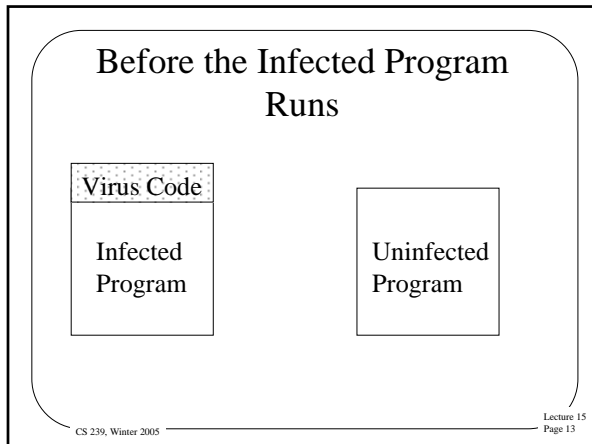 Before the Infected Program
Runs
Virus Code
Infected
Program
Uninfected
Program
CS 239, Winter 2005
Lecture 15
Page 13